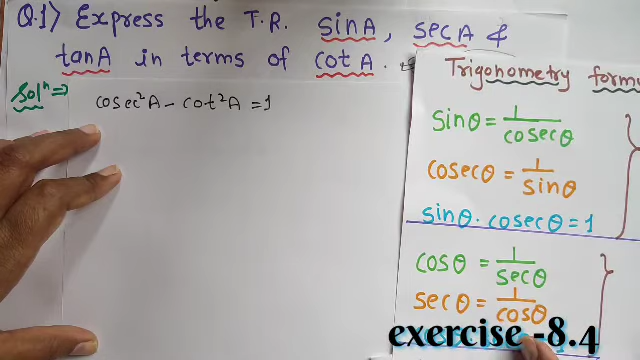 Q.1) Express the T.R. sinA, secA &
tanA in terms of cotA.
Solⁿ⇒
cosec²A - cot²A = 1
Trigonometry formu
sinθ = 1/cosecθ
cosecθ = 1/sinθ
sinθ. cosecθ = 1
cosθ = 1/secθ
secθ = 1/cosθ
exercise -8.4